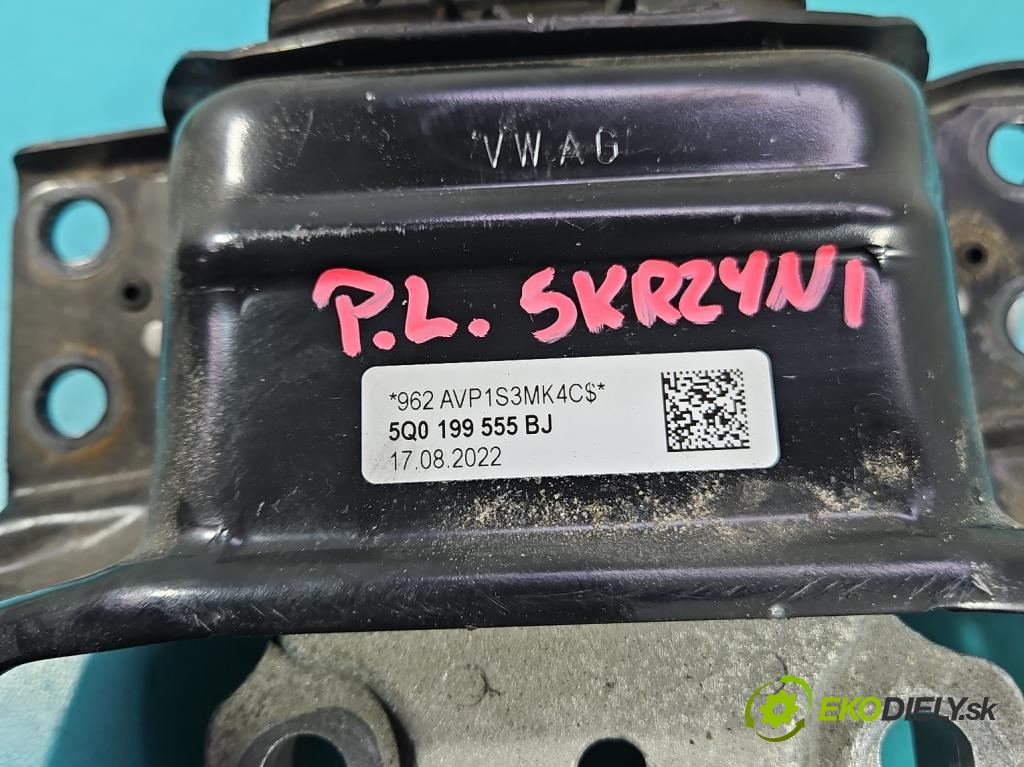 VWAG
P.L. SKRZYNI
*962 AVP1S3MK4C$*
5Q0 199 555 BJ
17.08.2022
EKODIELY.sk